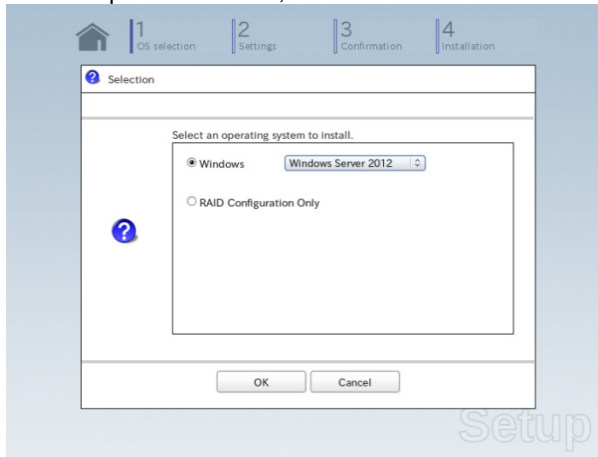 1
OS selection
2
Settings
3
Confirmation
4
Installation
Selection
Select an operating system to install.
Windows
Windows Server 2012
RAID Configuration Only
OK
Cancel
Setup